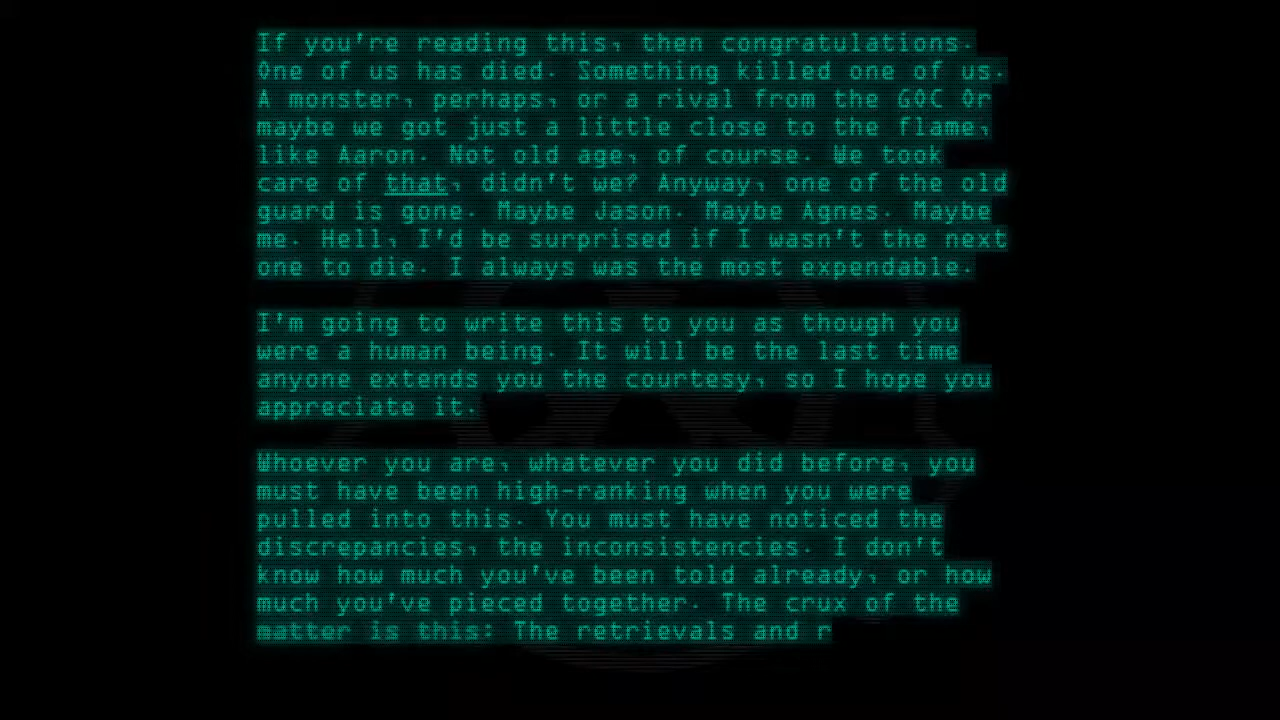 If you're reading this, then congratulations.
One of us has died. Something killed one of us.
A monster, perhaps, or a rival from the GOC Or
maybe we got just a little close to the flame,
like Aaron. Not old age, of course. We took
care of that, didn't we? Anyway, one of the old
guard is gone. Maybe Jason. Maybe Agnes. Maybe
me. Hell, I'd be surprised if I wasn't the next
one to die. I always was the most expendable.
I'm going to write this to you as though you
were a human being. It will be the last time
anyone extends you the courtesy, so I hope you
appreciate it.
Whoever you are, whatever you did before, you
must have been high-ranking when you were
pulled into this. You must have noticed the
discrepancies, the inconsistencies. I don't
know how much you've been told already, or how
much you've pieced together. The crux of the
matter is this: The retrievals and r